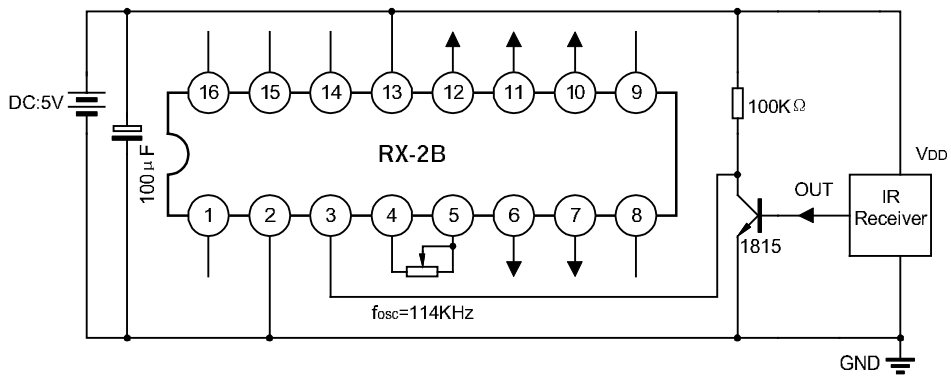 16 15 14 13 12 11 10 9
DC:5V
100KΩ
100μF
RX-2B
VDD
OUT
IR
Receiver
1 2 3 4 5 6 7 8
1815
fosc=114KHz
GND